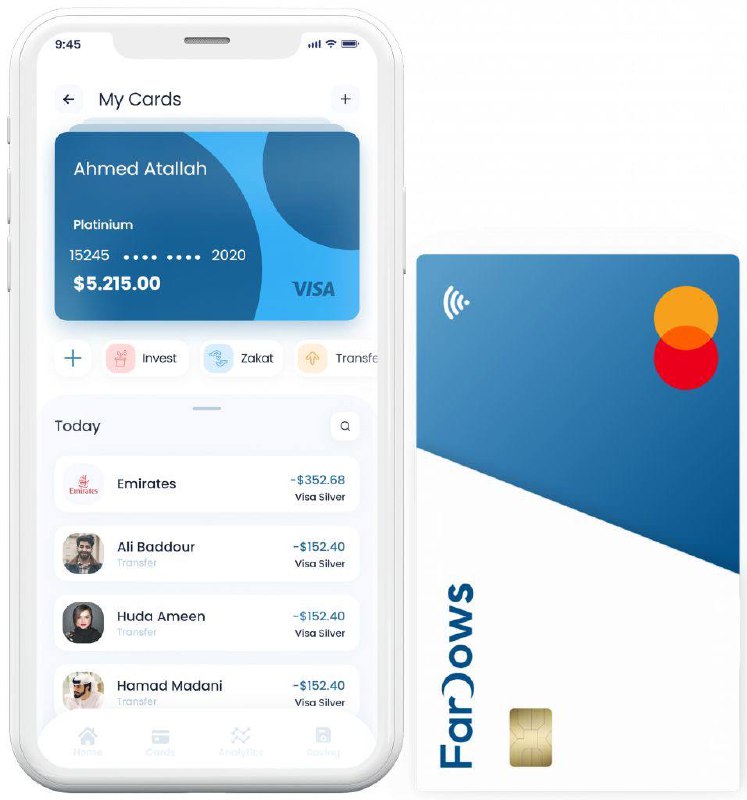 9:45
My Cards
Ahmed Atallah
Platinium
15245 •••• •••• 2020
$5.215.00
VISA
Invest
Zakat
Transfe
Today
Emirates
Emirates
-$352.68
Visa Silver
Ali Baddour
-$152.40
Transfer
Visa Silver
Huda Ameen
-$152.40
Transfer
Visa Silver
Hamad Madani
-$152.40
Transfer
Visa Silver
Home
Cards
Analytics
Saving
FarDows